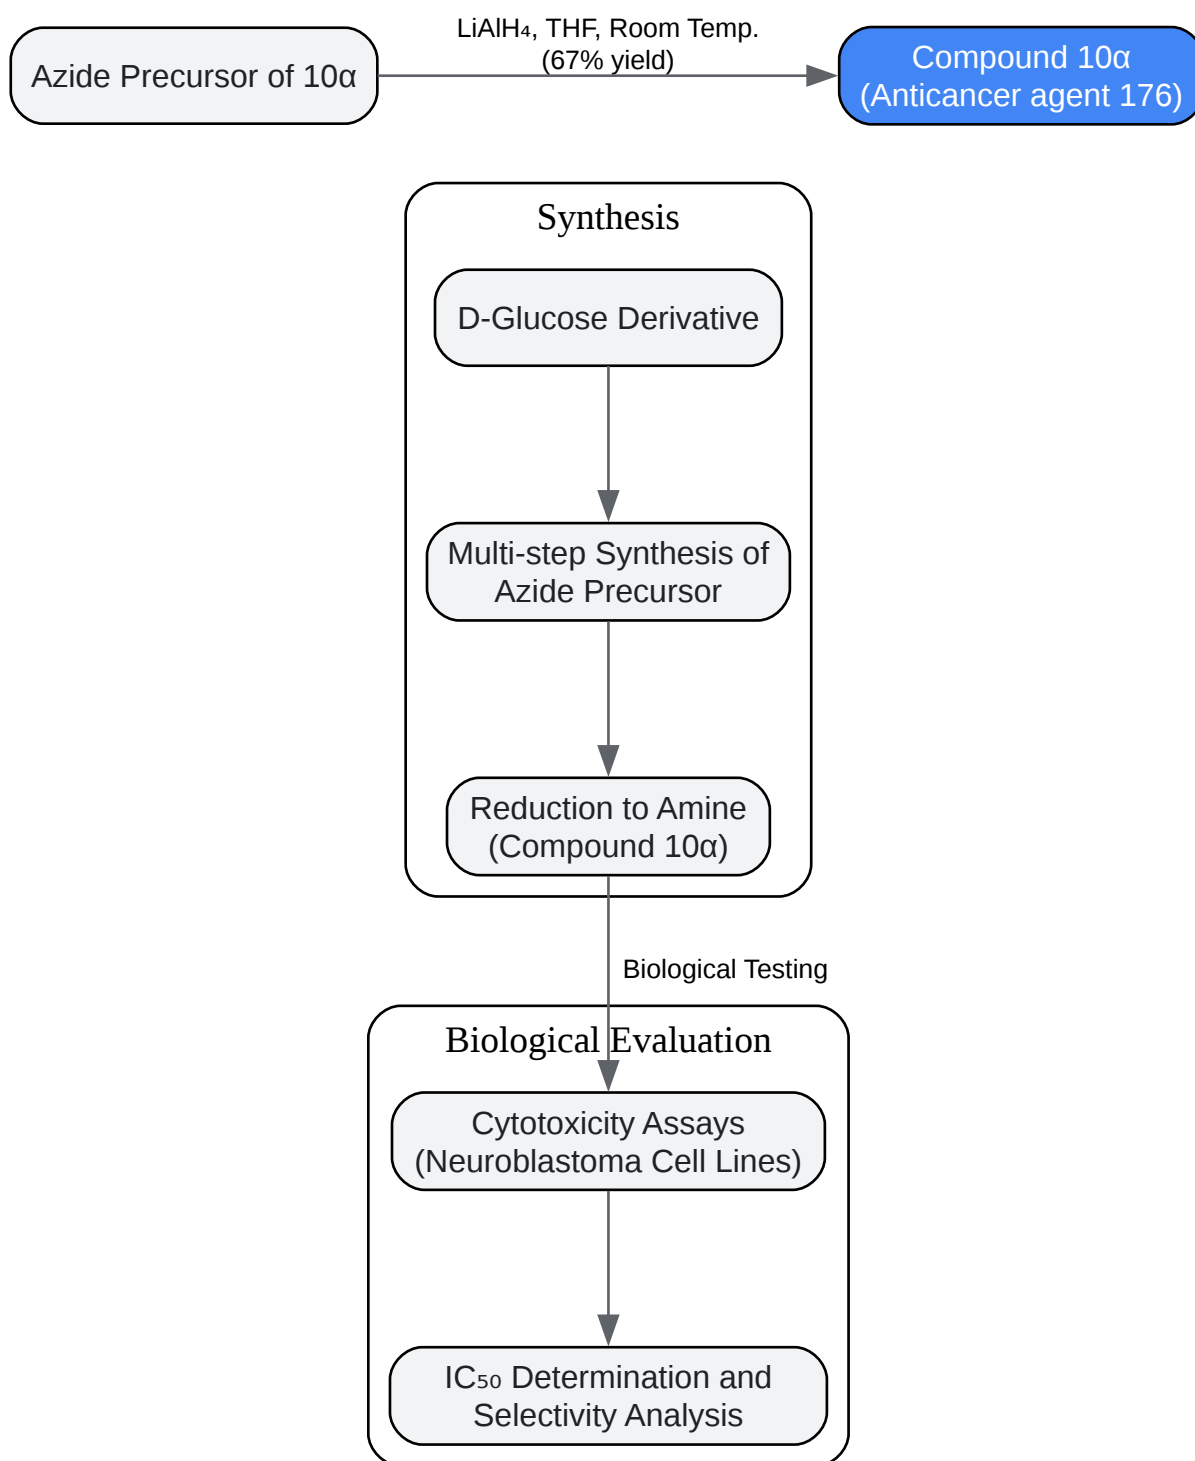 Azide Precursor of 10α
LiAlH₄, THF, Room Temp.
(67% yield)
Compound 10α
(Anticancer agent 176)
Synthesis
D-Glucose Derivative
Multi-step Synthesis of
Azide Precursor
Reduction to Amine
(Compound 10α)
Biological Testing
Biological Evaluation
Cytotoxicity Assays
(Neuroblastoma Cell Lines)
IC₅₀ Determination and
Selectivity Analysis